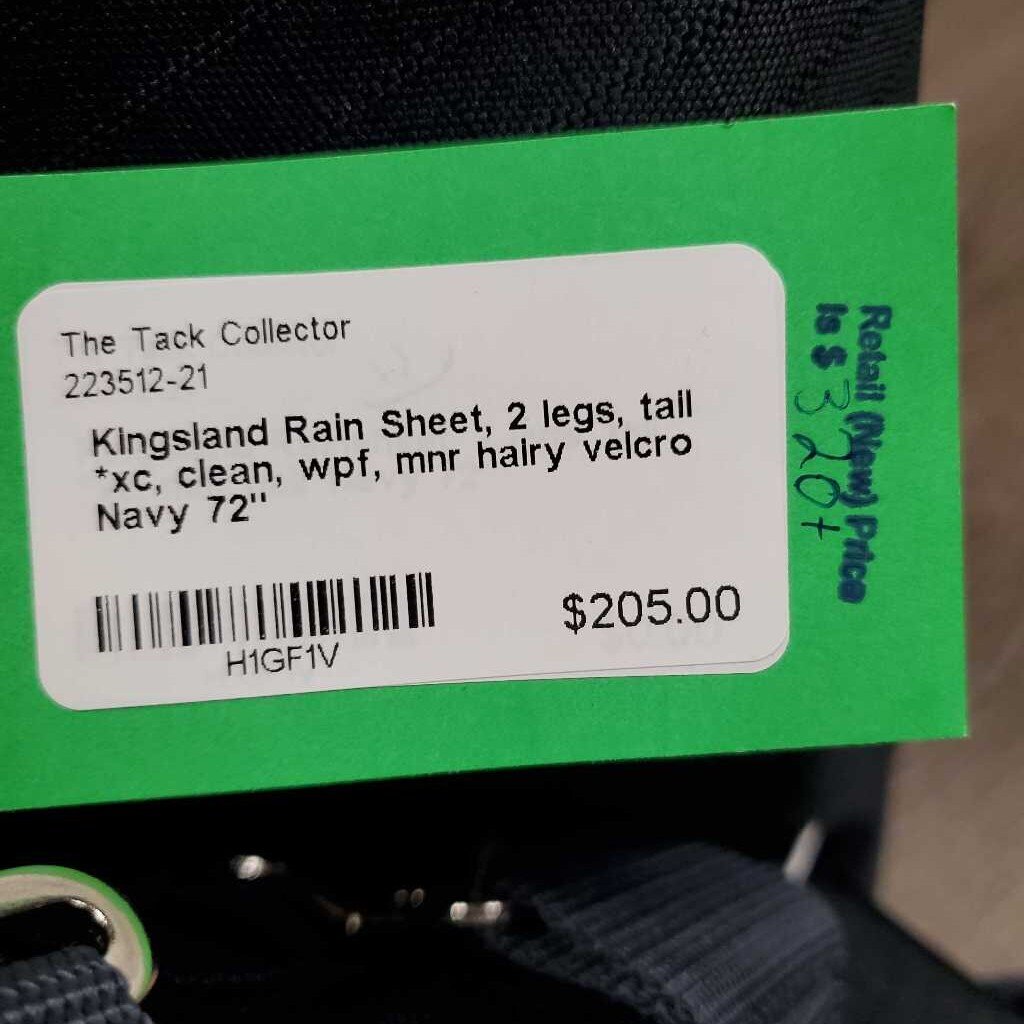 The Tack Collector
223512-21
Kingsland Rain Sheet, 2 legs, tail
*xc, clean, wpf, mnr hairy velcro
Navy 72"
H1GF1V
$205.00
Retail (New) Price
Is $ 320+